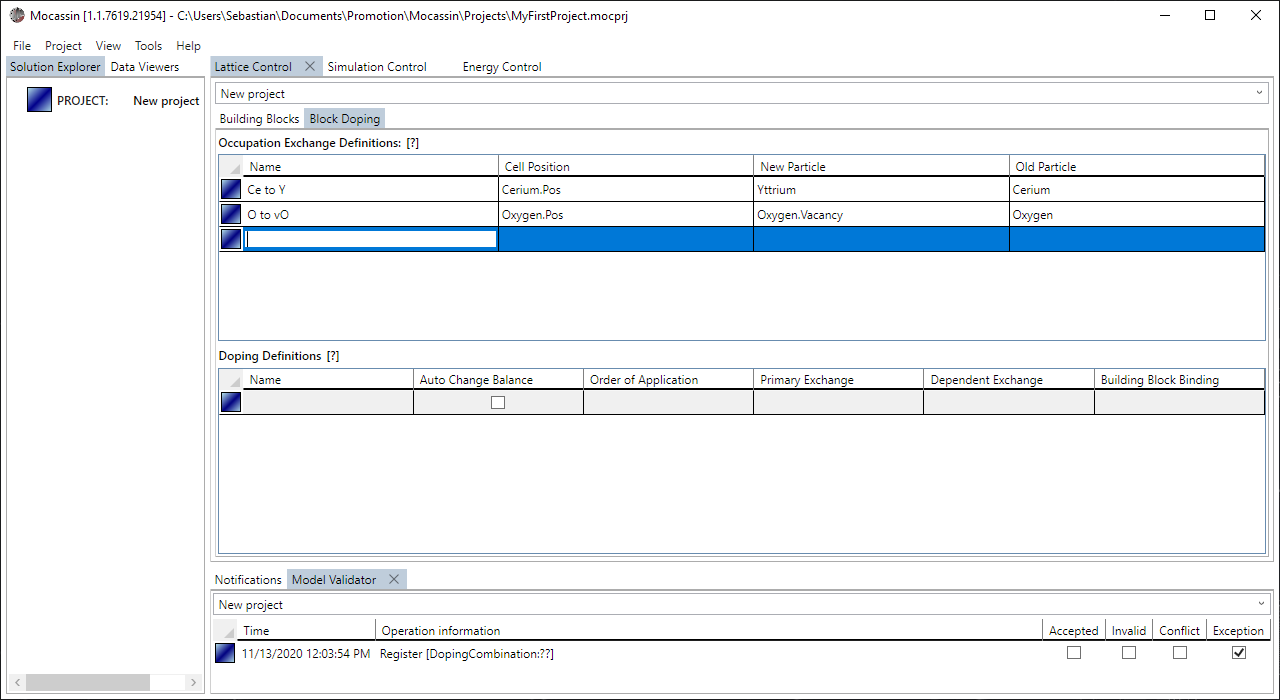 Mocassin [1.1.7619.21954] - C:\Users\Sebastian\Documents\Promotion\Mocassin\Projects\MyFirstProject.mocprj
File Project View Tools Help
Solution Explorer Data Viewers
PROJECT: New project
Lattice Control Simulation Control Energy Control
New project
Building Blocks Block Doping
Occupation Exchange Definitions: [?]
Name Cell Position New Particle Old Particle
Ce to Y Cerium.Pos Yttrium Cerium
O to vO Oxygen.Pos Oxygen.Vacancy Oxygen
Doping Definitions [?]
Name Auto Change Balance Order of Application Primary Exchange Dependent Exchange Building Block Binding
Notifications Model Validator
New project
Time Operation information Accepted Invalid Conflict Exception
11/13/2020 12:03:54 PM Register [DopingCombination:??]